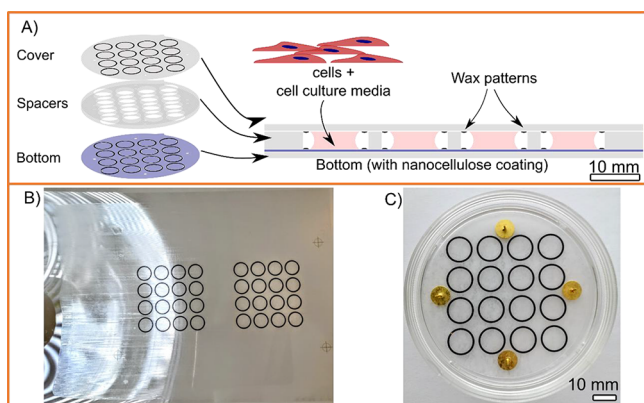 A)
Cover
Spacers
Bottom
cells +
cell culture media
Wax patterns
Bottom (with nanocellulose coating)
10 mm
B)
C)
10 mm